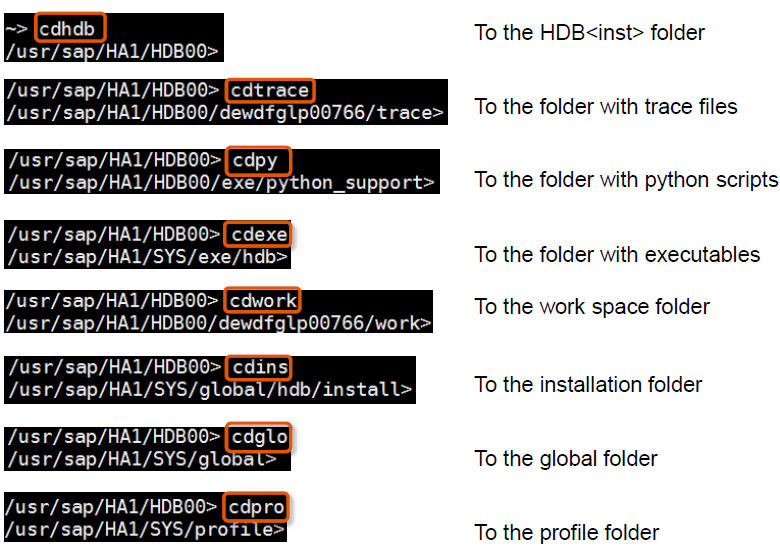 ~> cdhdb
/usr/sap/HA1/HDB00>
To the HDB<inst> folder
/usr/sap/HA1/HDB00> cdtrace
/usr/sap/HA1/HDB00/dewdfglp00766/trace>
To the folder with trace files
/usr/sap/HA1/HDB00> cdpy
/usr/sap/HA1/HDB00/exe/python_support>
To the folder with python scripts
/usr/sap/HA1/HDB00> cdexe
/usr/sap/HA1/SYS/exe/hdb>
To the folder with executables
/usr/sap/HA1/HDB00> cdwork
/usr/sap/HA1/HDB00/dewdfglp00766/work>
To the work space folder
/usr/sap/HA1/HDB00> cdins
/usr/sap/HA1/SYS/global/hdb/install>
To the installation folder
/usr/sap/HA1/HDB00> cdglo
/usr/sap/HA1/SYS/global>
To the global folder
/usr/sap/HA1/HDB00> cdpro
/usr/sap/HA1/SYS/profile>
To the profile folder